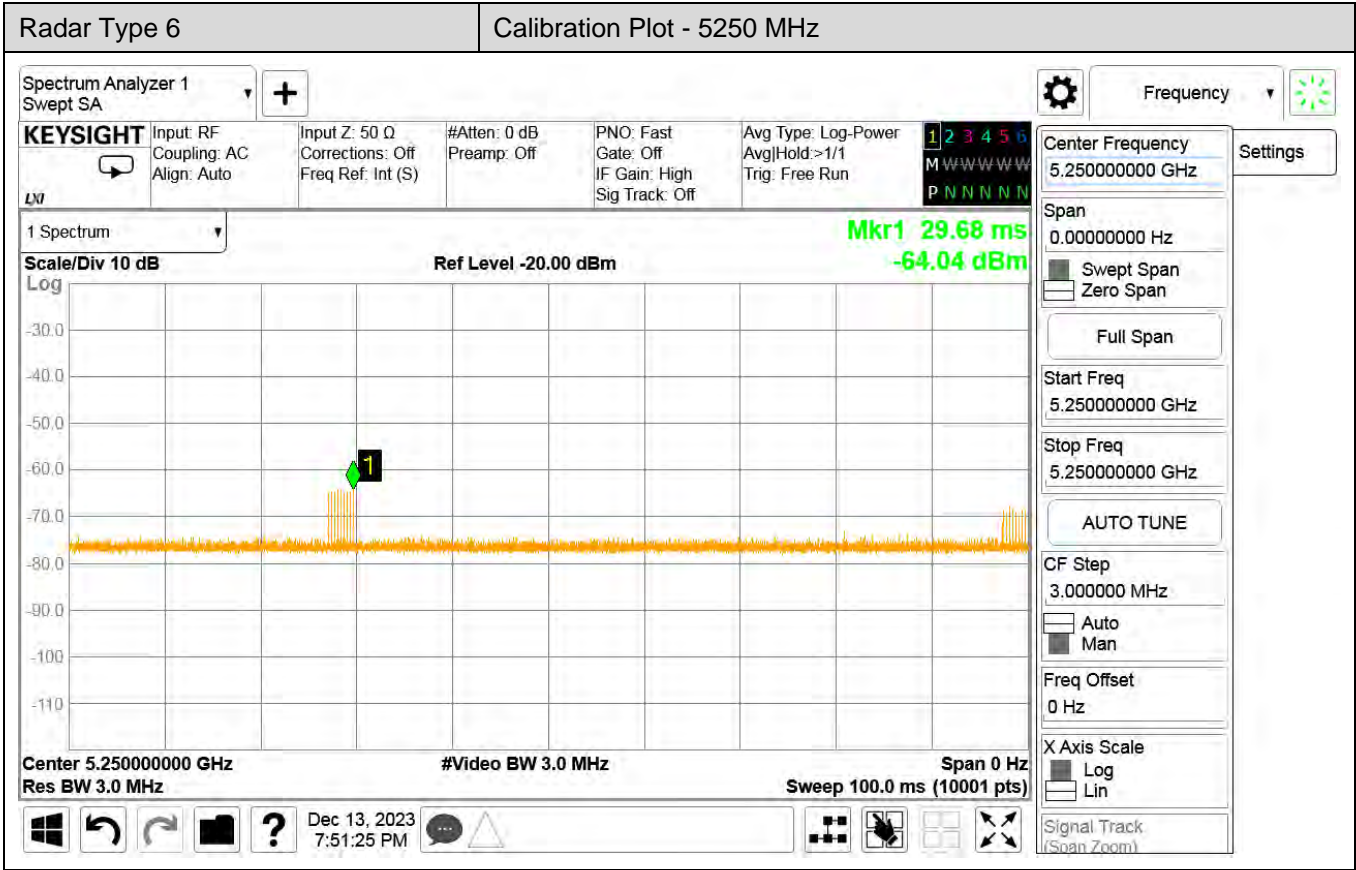 Radar Type 6
Calibration Plot - 5250 MHz
Spectrum Analyzer 1
Swept SA
+
Frequency
KEYSIGHT
LXI
Input: RF
Coupling: AC
Align: Auto
Input Z: 50 Ω
Corrections: Off
Freq Ref: Int (S)
#Atten: 0 dB
Preamp: Off
PNO: Fast
Gate: Off
IF Gain: High
Sig Track: Off
Avg Type: Log-Power
Avg|Hold:>1/1
Trig: Free Run
1 2 3 4 5 6
M W W W W W W
P N N N N N N
Settings
1 Spectrum
Mkr1 29.68 ms
-64.04 dBm
Scale/Div 10 dB
Ref Level -20.00 dBm
Log
-30.0
-40.0
-50.0
-60.0
-70.0
-80.0
-90.0
-100
-110
1
Center 5.250000000 GHz
#Video BW 3.0 MHz
Span 0 Hz
Res BW 3.0 MHz
Sweep 100.0 ms (10001 pts)
Center Frequency
5.250000000 GHz
Span
0.00000000 Hz
Swept Span
Zero Span
Full Span
Start Freq
5.250000000 GHz
Stop Freq
5.250000000 GHz
AUTO TUNE
CF Step
3.000000 MHz
Auto
Man
Freq Offset
0 Hz
X Axis Scale
Log
Lin
Signal Track
(Span Zoom)
?
Dec 13, 2023
7:51:25 PM